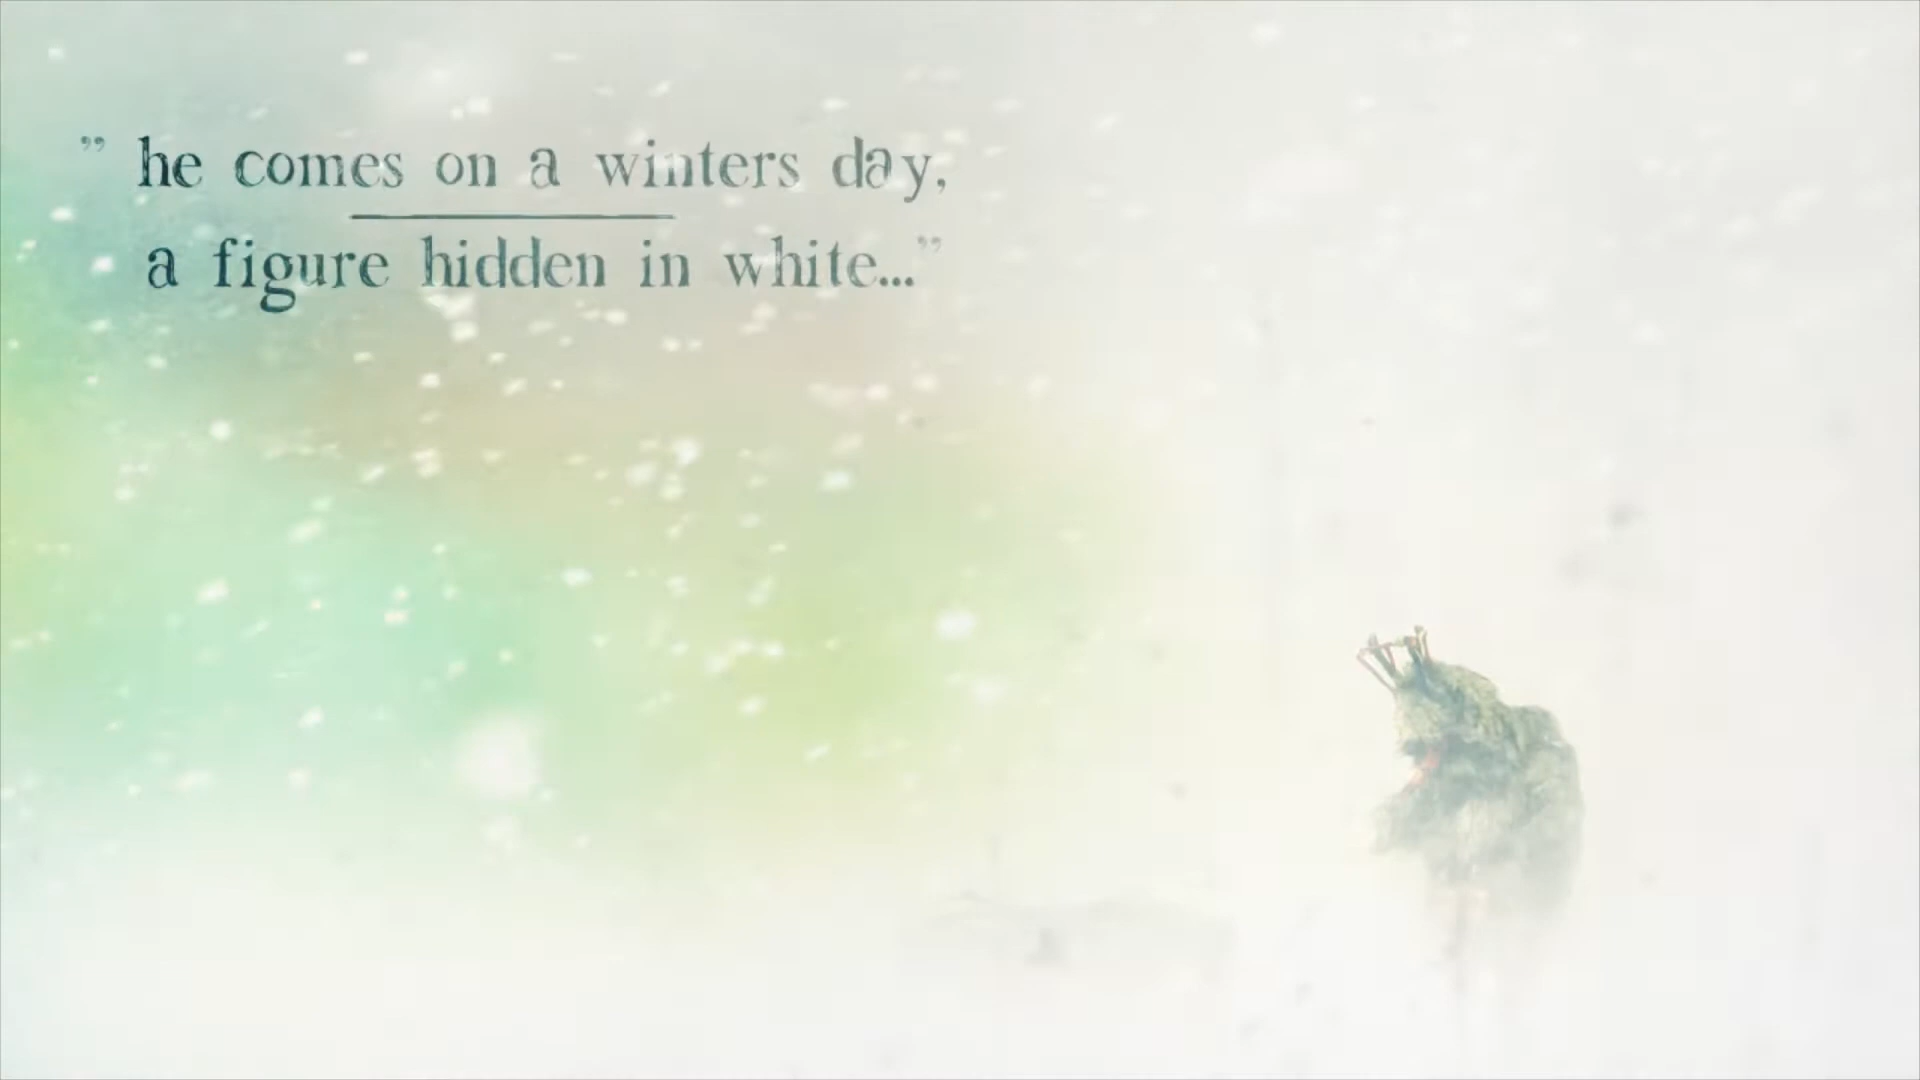 ” he comes on a winters day,
a figure hidden in white...”